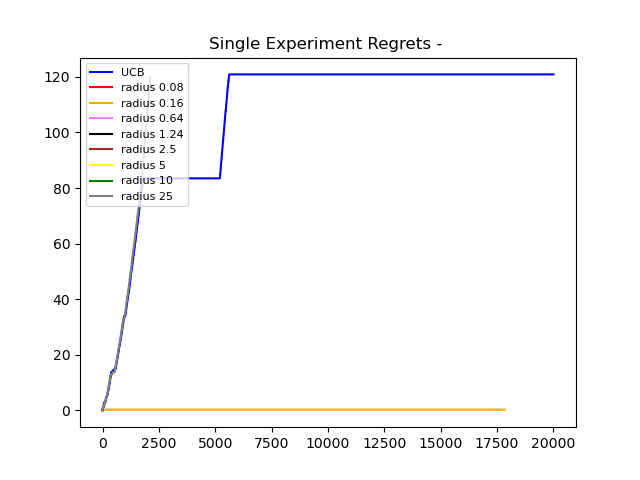 Single Experiment Regrets -
UCB
radius 0.08
radius 0.16
radius 0.64
radius 1.24
radius 2.5
radius 5
radius 10
radius 25
120
100
80
60
40
20
0
0 2500 5000 7500 10000 12500 15000 17500 20000